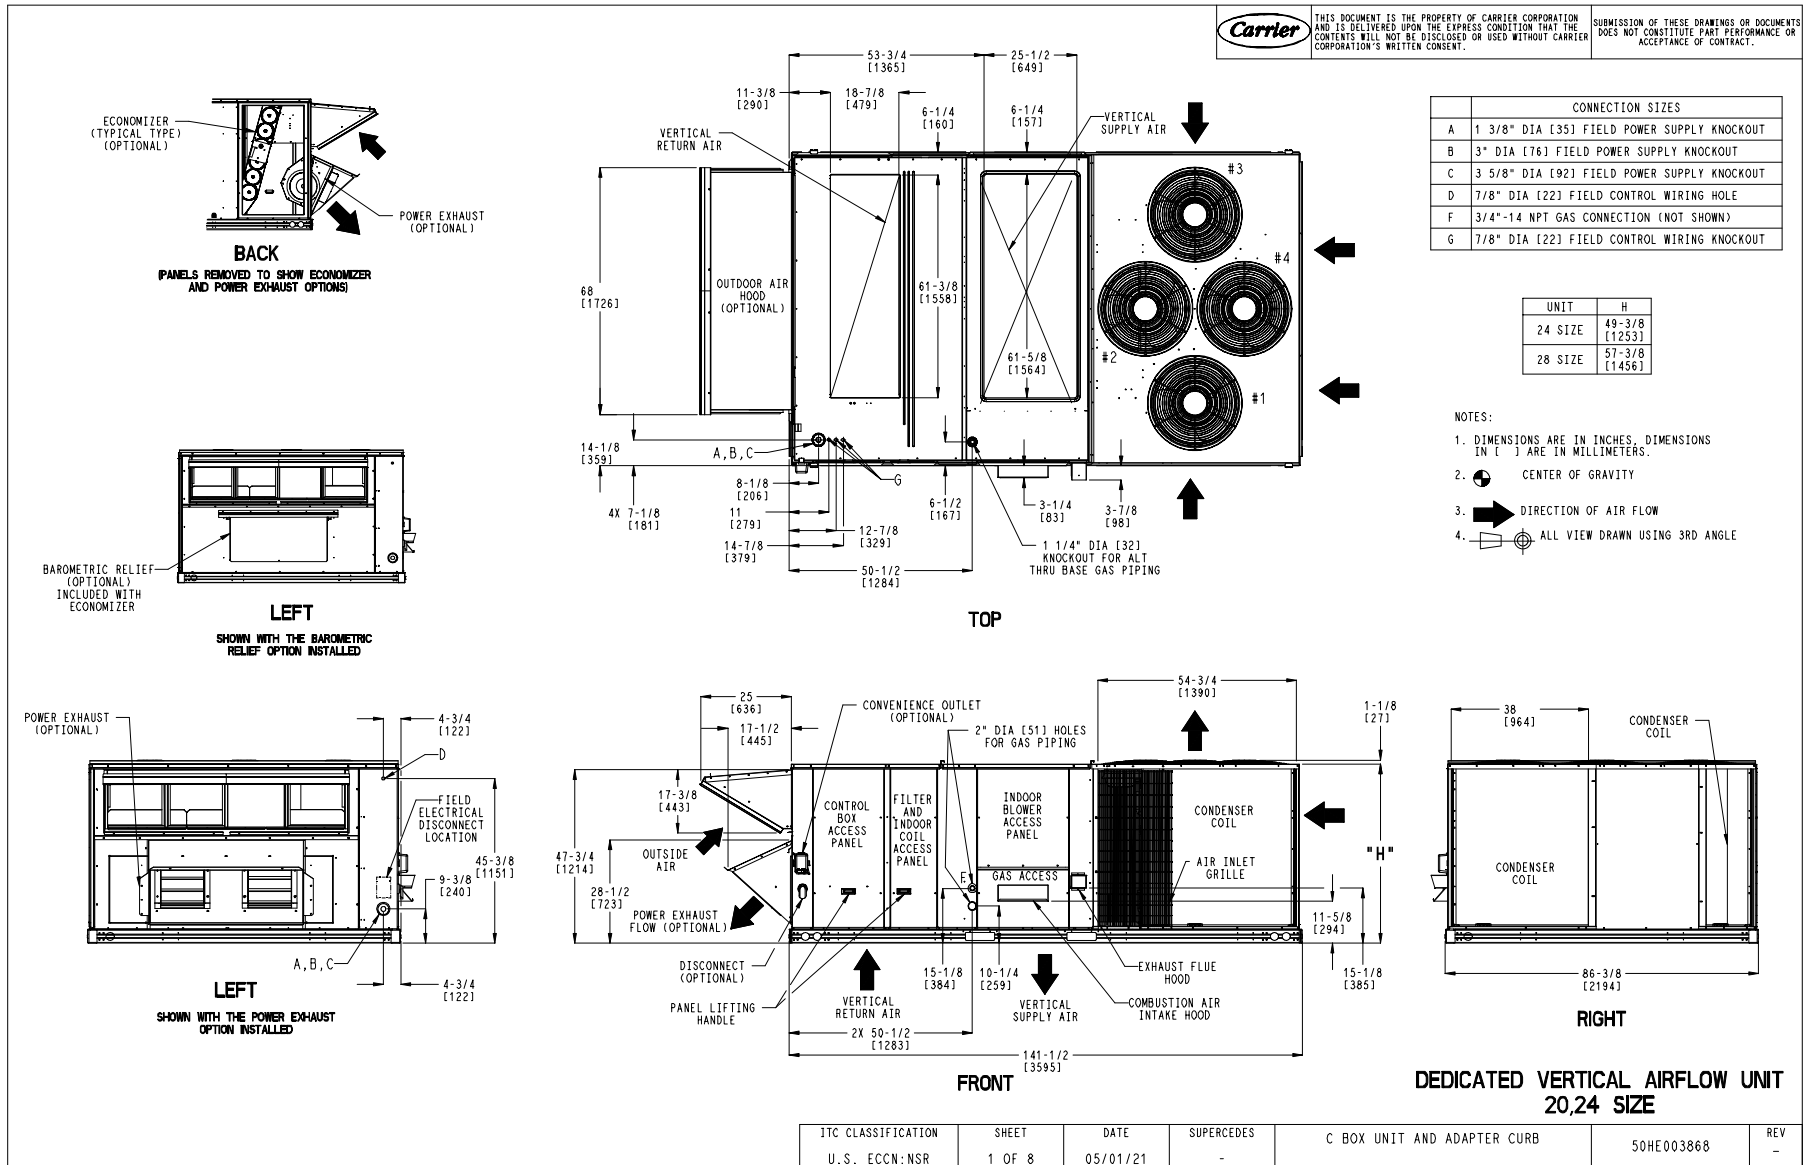 Carrier
THIS DOCUMENT IS THE PROPERTY OF CARRIER CORPORATION
AND IS DELIVERED UPON THE EXPRESS CONDITION THAT THE
CONTENTS WILL NOT BE DISCLOSED OR USED WITHOUT CARRIER
CORPORATION'S WRITTEN CONSENT.
SUBMISSION OF THESE DRAWINGS OR DOCUMENTS
DOES NOT CONSTITUTE PART PERFORMANCE OR
ACCEPTANCE OF CONTRACT.
ECONOMIZER
(TYPICAL TYPE)
(OPTIONAL)
POWER EXHAUST
(OPTIONAL)
BACK
(PANELS REMOVED TO SHOW ECONOMIZER
AND POWER EXHAUST OPTIONS)
53-3/4
[1365]
25-1/2
[649]
11-3/8
[290]
18-7/8
[479]
6-1/4
[160]
6-1/4
[157]
VERTICAL
RETURN AIR
VERTICAL
SUPPLY AIR
#3
#4
#2
#1
68
[1726]
OUTDOOR AIR
HOOD
(OPTIONAL)
61-3/8
[1558]
61-5/8
[1564]
14-1/8
[359]
A,B,C
G
8-1/8
[206]
4X 7-1/8
[181]
11
[279]
12-7/8
[329]
14-7/8
[379]
6-1/2
[167]
3-1/4
[83]
3-7/8
[98]
50-1/2
[1284]
1 1/4" DIA [32]
KNOCKOUT FOR ALT
THRU BASE GAS PIPING
TOP
CONNECTION SIZES
A 1 3/8" DIA [35] FIELD POWER SUPPLY KNOCKOUT
B 3" DIA [76] FIELD POWER SUPPLY KNOCKOUT
C 3 5/8" DIA [92] FIELD POWER SUPPLY KNOCKOUT
D 7/8" DIA [22] FIELD CONTROL WIRING HOLE
F 3/4"-14 NPT GAS CONNECTION (NOT SHOWN)
G 7/8" DIA [22] FIELD CONTROL WIRING KNOCKOUT
UNIT H
24 SIZE 49-3/8
[1253]
28 SIZE 57-3/8
[1456]
NOTES:
1. DIMENSIONS ARE IN INCHES, DIMENSIONS
IN [ ] ARE IN MILLIMETERS.
2. CENTER OF GRAVITY
3. DIRECTION OF AIR FLOW
4. ALL VIEW DRAWN USING 3RD ANGLE
BAROMETRIC RELIEF
(OPTIONAL)
INCLUDED WITH
ECONOMIZER
LEFT
SHOWN WITH THE BAROMETRIC
RELIEF OPTION INSTALLED
POWER EXHAUST
(OPTIONAL)
4-3/4
[122]
D
FIELD
ELECTRICAL
DISCONNECT
LOCATION
45-3/8
[1151]
9-3/8
[240]
A,B,C
4-3/4
[122]
LEFT
SHOWN WITH THE POWER EXHAUST
OPTION INSTALLED
25
[636]
17-1/2
[445]
CONVENIENCE OUTLET
(OPTIONAL)
2" DIA [51] HOLES
FOR GAS PIPING
54-3/4
[1390]
1-1/8
[27]
17-3/8
[443]
47-3/4
[1214]
28-1/2
[723]
OUTSIDE
AIR
POWER EXHAUST
FLOW (OPTIONAL)
CONTROL
BOX
ACCESS
PANEL
FILTER
AND
INDOOR
COIL
ACCESS
PANEL
INDOOR
BLOWER
ACCESS
PANEL
GAS ACCESS
F
CONDENSER
COIL
AIR INLET
GRILLE
"H"
11-5/8
[294]
15-1/8
[385]
DISCONNECT
(OPTIONAL)
PANEL LIFTING
HANDLE
VERTICAL
RETURN AIR
15-1/8
[384]
10-1/4
[259]
VERTICAL
SUPPLY AIR
EXHAUST FLUE
HOOD
COMBUSTION AIR
INTAKE HOOD
2X 50-1/2
[1283]
141-1/2
[3595]
FRONT
38
[964]
CONDENSER
COIL
CONDENSER
COIL
86-3/8
[2194]
RIGHT
DEDICATED VERTICAL AIRFLOW UNIT
20,24 SIZE
ITC CLASSIFICATION
U.S. ECCN:NSR
SHEET
1 OF 8
DATE
05/01/21
SUPERCEDES
-
C BOX UNIT AND ADAPTER CURB
50HE003868
REV
-